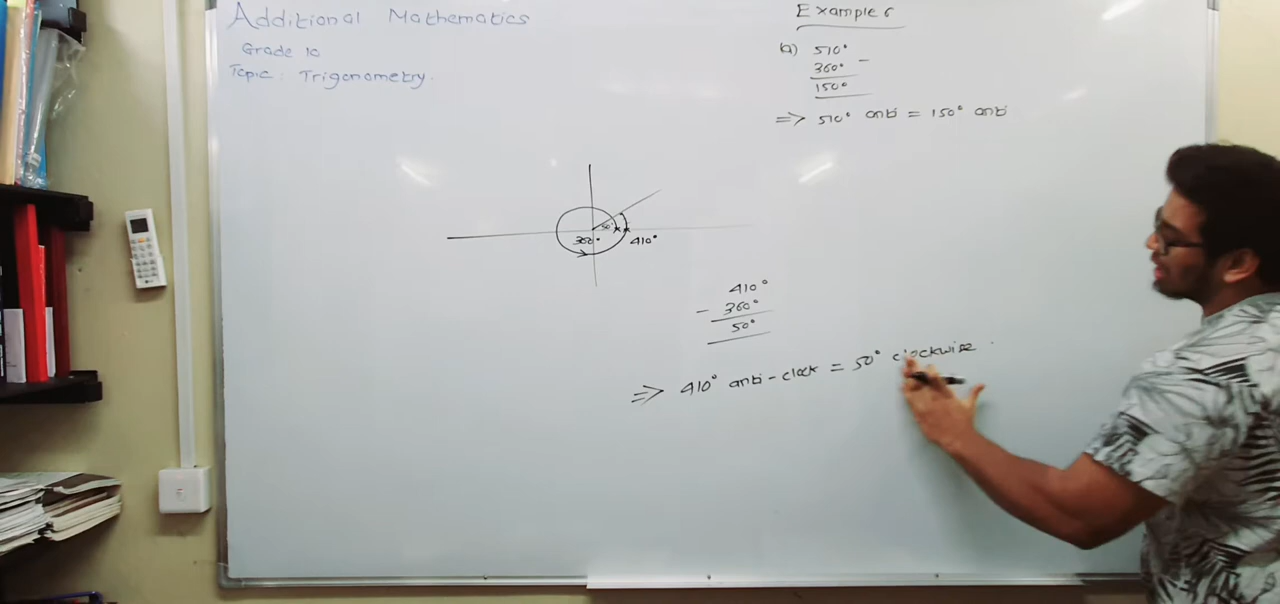 Additional Mathematics
Grade 10
Topic: Trigonometry.
Example 6
(a) 510°
360° -
150°
=> 510° anti = 150° anti
50°
360°
410°
410°
- 360°
50°
=> 410° anti-clock = 50° clockwise.